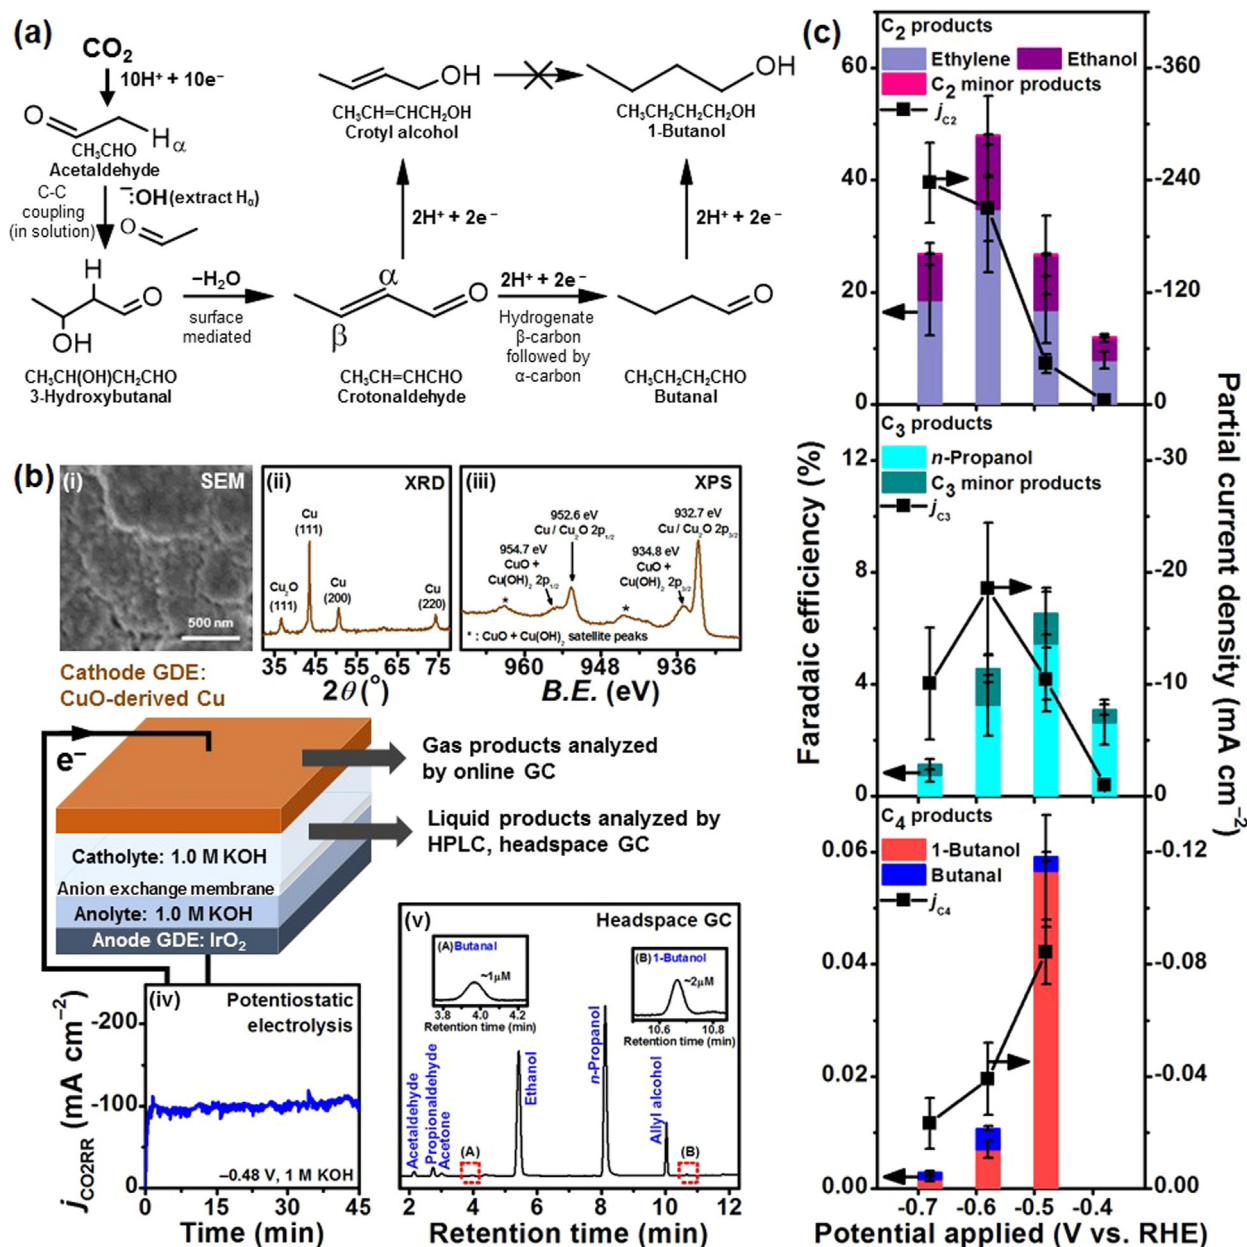 (a)
CO₂
10H⁺ + 10e⁻
O
Hα
CH₃CHO
Acetaldehyde
C-C
coupling
(in solution)
⁻:OH (extract Hα)
O
H
O
OH
CH₃CH(OH)CH₂CHO
3-Hydroxybutanal
−H₂O
surface
mediated
α
β
O
CH₃CH=CHCHO
Crotonaldehyde
2H⁺ + 2e⁻
OH
CH₃CH=CHCH₂OH
Crotyl alcohol
OH
CH₃CH₂CH₂CH₂OH
1-Butanol
2H⁺ + 2e⁻
Hydrogenate
β-carbon
followed by
α-carbon
2H⁺ + 2e⁻
O
CH₃CH₂CH₂CHO
Butanal
(b)
(i) SEM
500 nm
(ii) XRD
Cu₂O
(111)
Cu
(111)
Cu
(200)
Cu
(220)
35 45 55 65 75
2θ (°)
(iii) XPS
954.7 eV
CuO +
Cu(OH)₂ 2p₁/₂
952.6 eV
Cu / Cu₂O 2p₁/₂
934.8 eV
CuO +
Cu(OH)₂ 2p₃/₂
932.7 eV
Cu / Cu₂O 2p₃/₂
* *
* : CuO + Cu(OH)₂ satellite peaks
960 948 936
B.E. (eV)
Cathode GDE:
CuO-derived Cu
e⁻
Gas products analyzed
by online GC
Liquid products analyzed by
HPLC, headspace GC
Catholyte: 1.0 M KOH
Anion exchange membrane
Anolyte: 1.0 M KOH
Anode GDE: IrO₂
(iv) Potentiostatic
electrolysis
−0.48 V, 1 M KOH
-200
-100
0
jCO2RR (mA cm⁻²)
0 15 30 45
Time (min)
(v) Headspace GC
(A) Butanal
~1μM
3.8 4.0 4.2
Retention time (min)
(B) 1-Butanol
~2μM
10.6 10.8
Retention time (min)
Acetaldehyde
Propionaldehyde
Acetone
(A)
Ethanol
n-Propanol
Allyl alcohol
(B)
2 4 6 8 10 12
Retention time (min)
(c)
C₂ products
Ethylene Ethanol
C₂ minor products
jC2
60
40
20
0
-360
-240
-120
0
C₃ products
n-Propanol
C₃ minor products
jC3
12
8
4
0
-30
-20
-10
0
C₄ products
1-Butanol
Butanal
jC4
0.06
0.04
0.02
0.00
-0.12
-0.08
-0.04
0.00
Faradaic efficiency (%)
Partial current density (mA cm⁻²)
-0.7 -0.6 -0.5 -0.4
Potential applied (V vs. RHE)